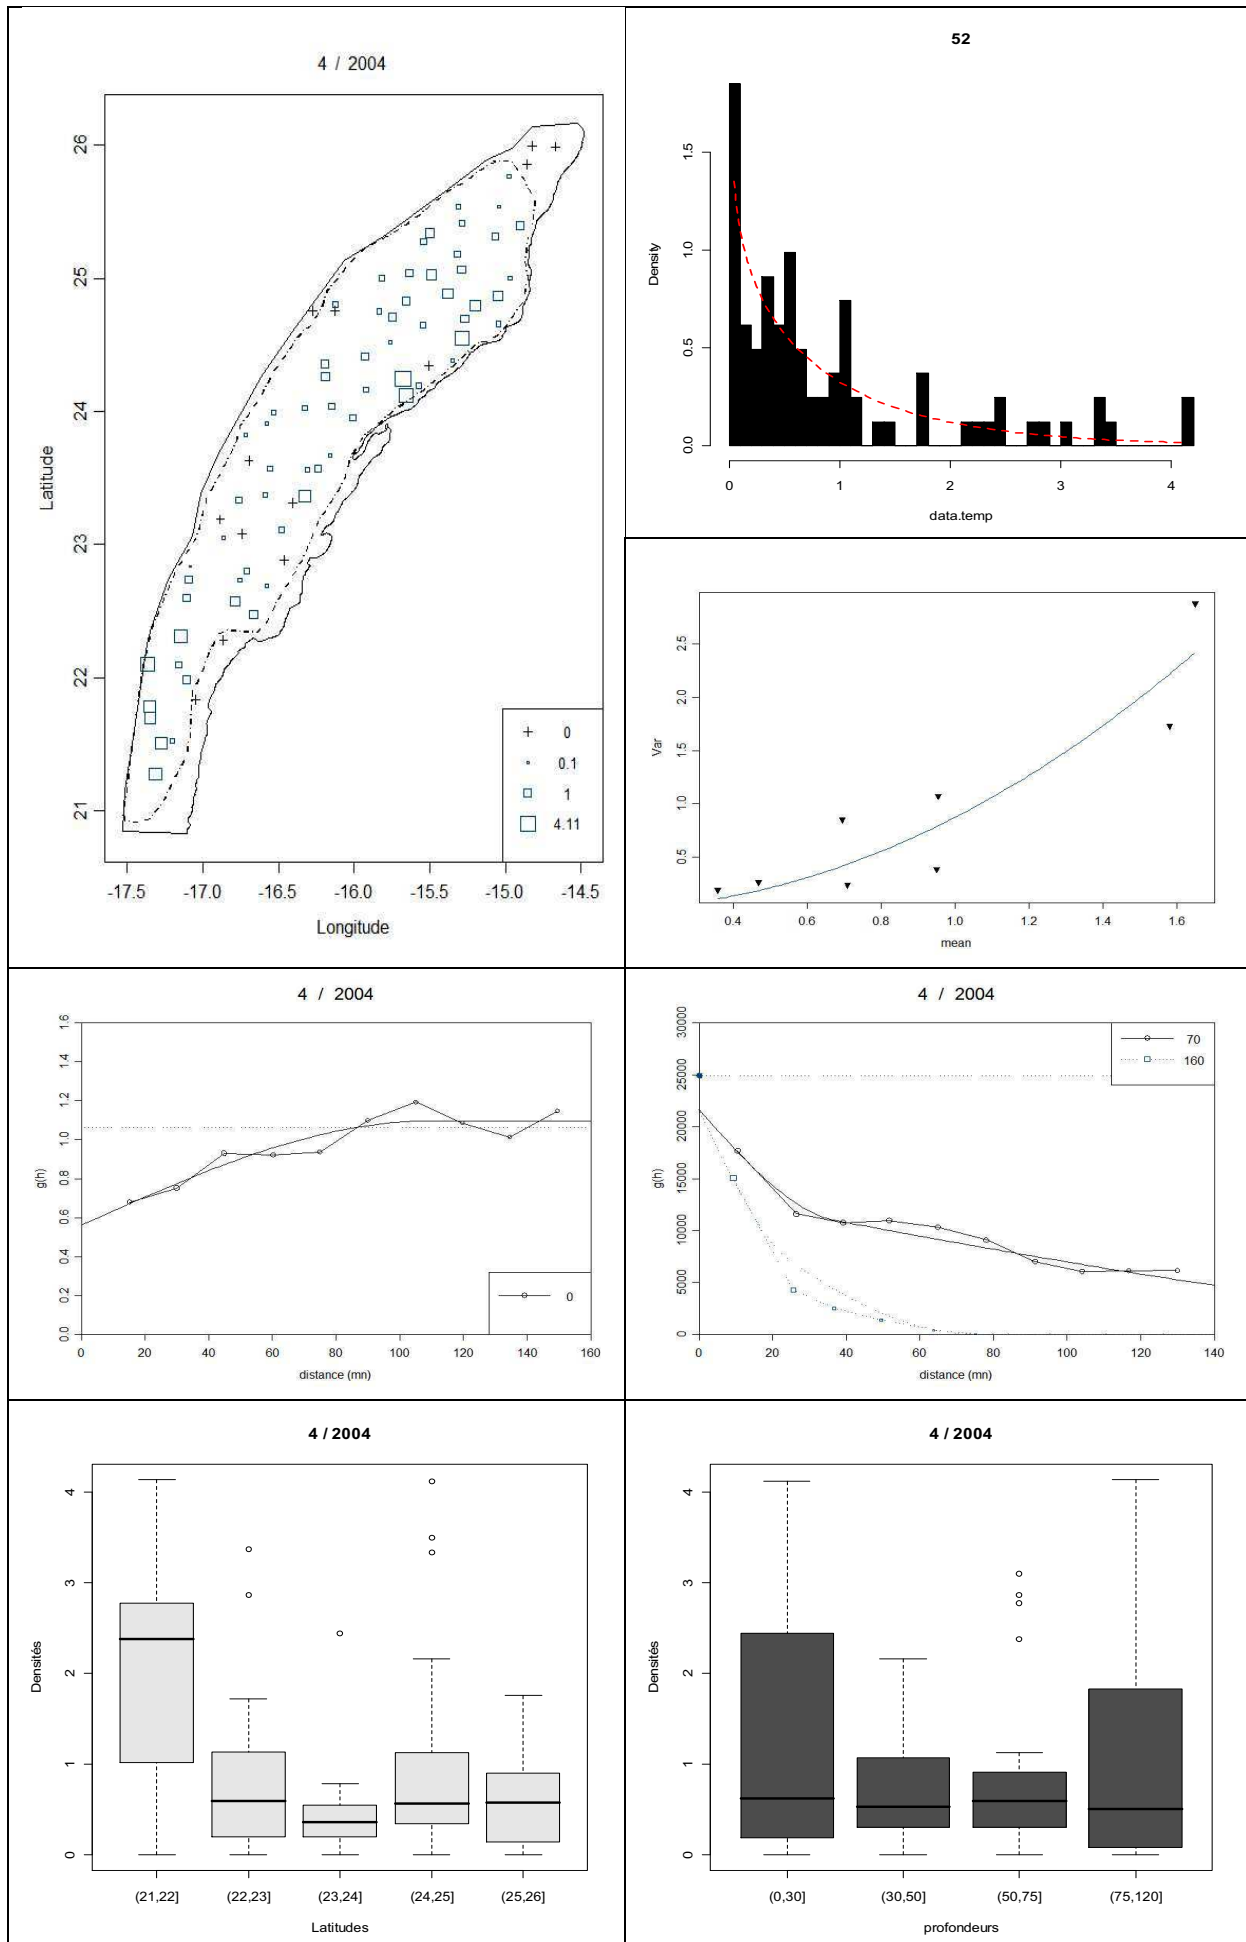 4 / 2004
26
25
24
23
22
21
Latitude
0
0.1
1
4.11
-17.5 -17.0 -16.5 -16.0 -15.5 -15.0 -14.5
Longitude
52
1.5
1.0
0.5
0.0
Density
0 1 2 3 4
data.temp
2.5
2.0
1.5
1.0
0.5
Var
0.4 0.6 0.8 1.0 1.2 1.4 1.6
mean
4 / 2004
1.6
1.4
1.2
1.0
0.8
0.6
0.4
0.2
0.0
g(h)
0
0 20 40 60 80 100 120 140 160
distance (mn)
4 / 2004
30000
25000
20000
15000
10000
5000
0
g(h)
70
160
0 20 40 60 80 100 120 140
distance (mn)
4 / 2004
4
3
2
1
0
Densités
(21,22] (22,23] (23,24] (24,25] (25,26]
Latitudes
4 / 2004
4
3
2
1
0
Densités
(0,30] (30,50] (50,75] (75,120]
profondeurs